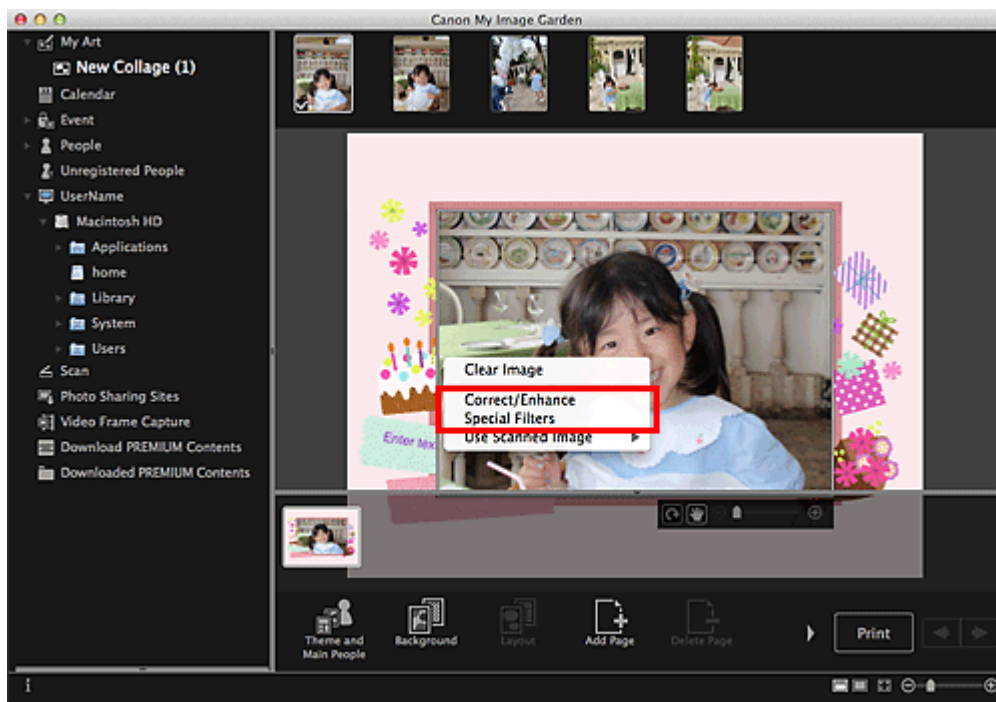 Canon My Image Garden
My Art
New Collage (1)
Calendar
Event
People
Unregistered People
UserName
Macintosh HD
Applications
home
Library
System
Users
Scan
Photo Sharing Sites
Video Frame Capture
Download PREMIUM Contents
Downloaded PREMIUM Contents
Clear Image
Correct/Enhance
Special Filters
Use Scanned Image
Enter tex
Theme and
Main People
Background
Layout
Add Page
Delete Page
Print